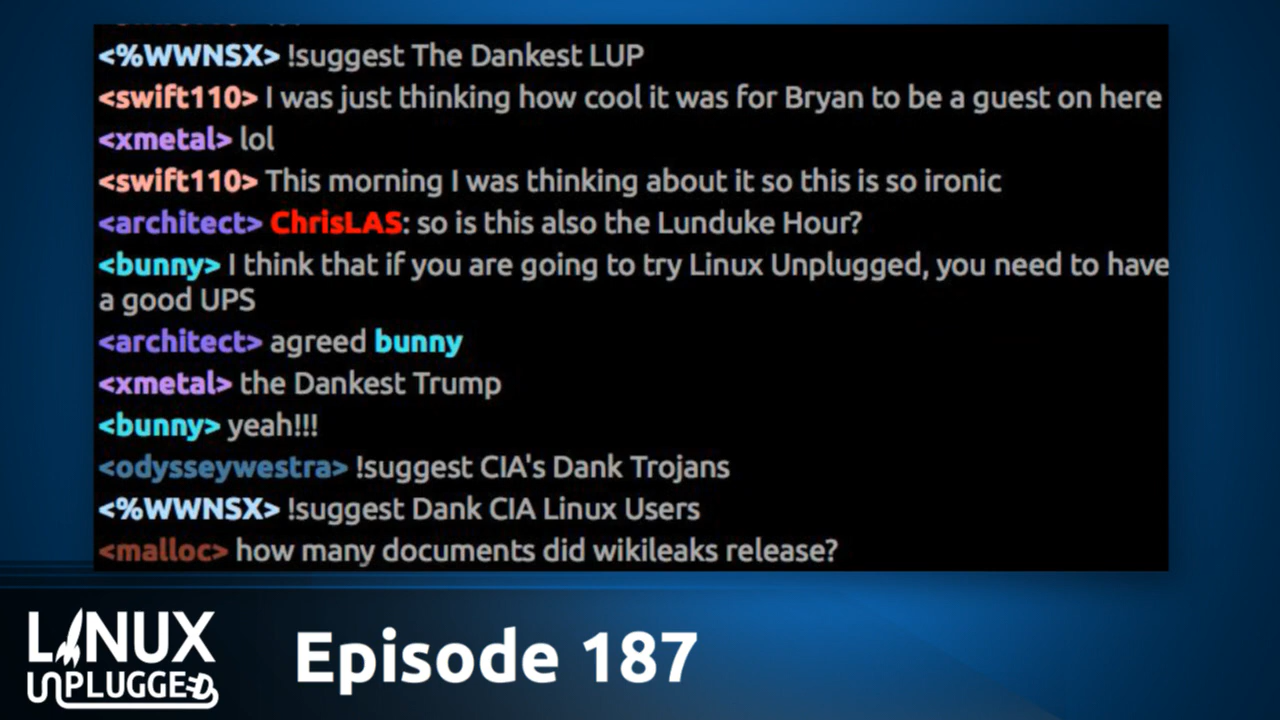 <%WWNSX> !suggest The Dankest LUP
<swift110> I was just thinking how cool it was for Bryan to be a guest on here
<xmetal> lol
<swift110> This morning I was thinking about it so this is so ironic
<architect> ChrisLAS: so is this also the Lunduke Hour?
<bunny> I think that if you are going to try Linux Unplugged, you need to have
a good UPS
<architect> agreed bunny
<xmetal> the Dankest Trump
<bunny> yeah!!!
<odysseywestra> !suggest CIA's Dank Trojans
<%WWNSX> !suggest Dank CIA Linux Users
<malloc> how many documents did wikileaks release?
LINUX
UNPLUGGED
Episode 187